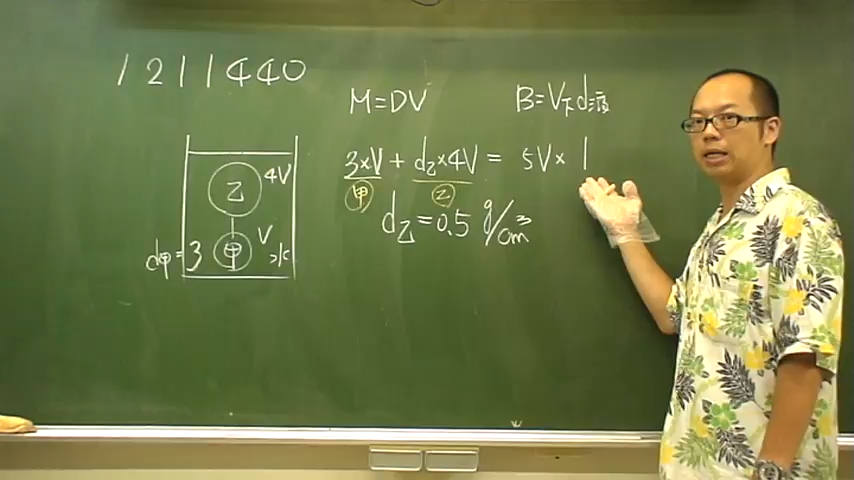 1211440
M=DV
B=V下d液
3×V + d乙×4V = 5V× 1
甲
乙
d乙=0.5 g/cm³
乙
4V
d甲=3
甲
V
水